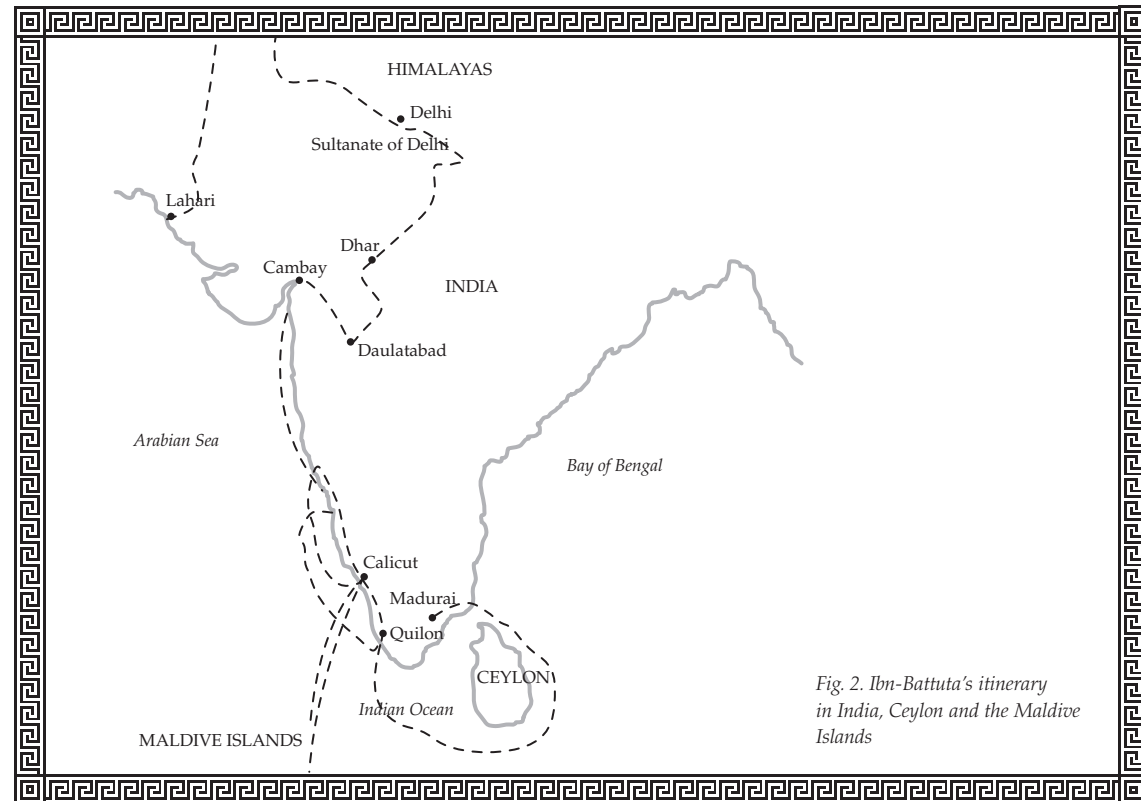 HIMALAYAS
Delhi
Sultanate of Delhi
Lahari
Dhar
Cambay
INDIA
Daulatabad
Arabian Sea
Bay of Bengal
Calicut
Madurai
Quilon
CEYLON
Indian Ocean
MALDIVE ISLANDS
Fig. 2. Ibn-Battuta’s itinerary
in India, Ceylon and the Maldive
Islands